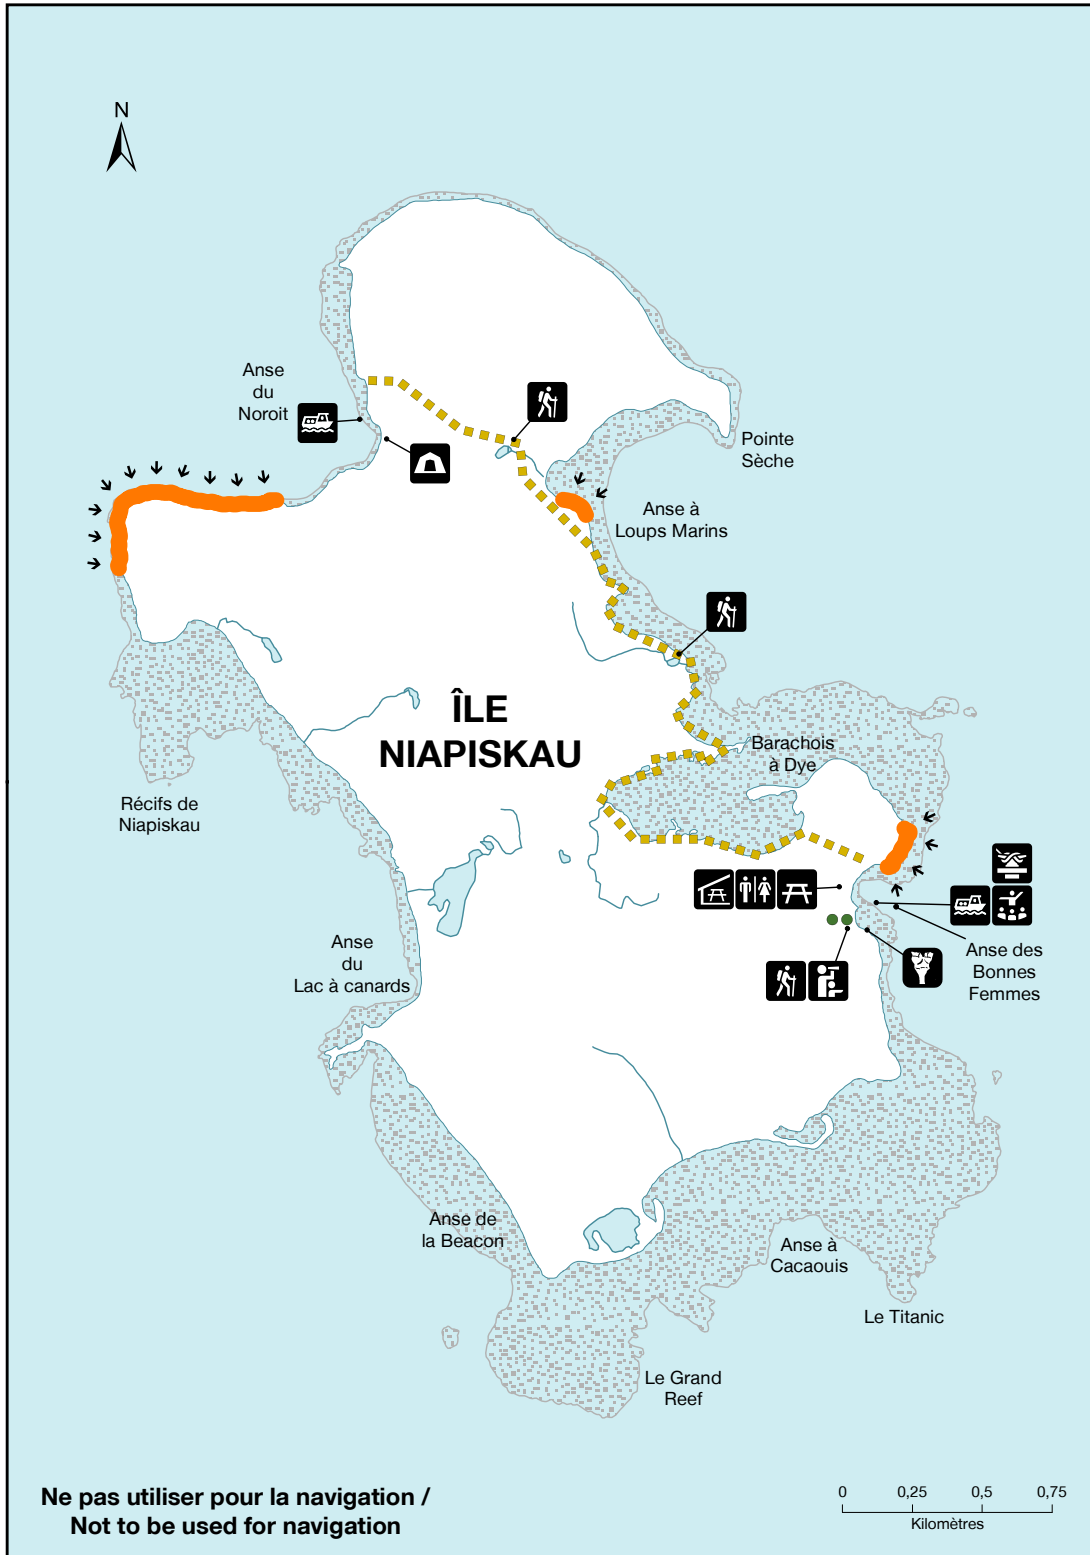 N
Anse
du
Noroit
Pointe
Sèche
Anse à
Loups Marins
ÎLE
NIAPISKAU
Barachois
à Dye
Récifs de
Niapiskau
Anse
du
Lac à canards
Anse des
Bonnes
Femmes
Anse de
la Beacon
Anse à
Cacaouis
Le Titanic
Le Grand
Reef
Ne pas utiliser pour la navigation /
Not to be used for navigation
0 0,25 0,5 0,75
Kilomètres